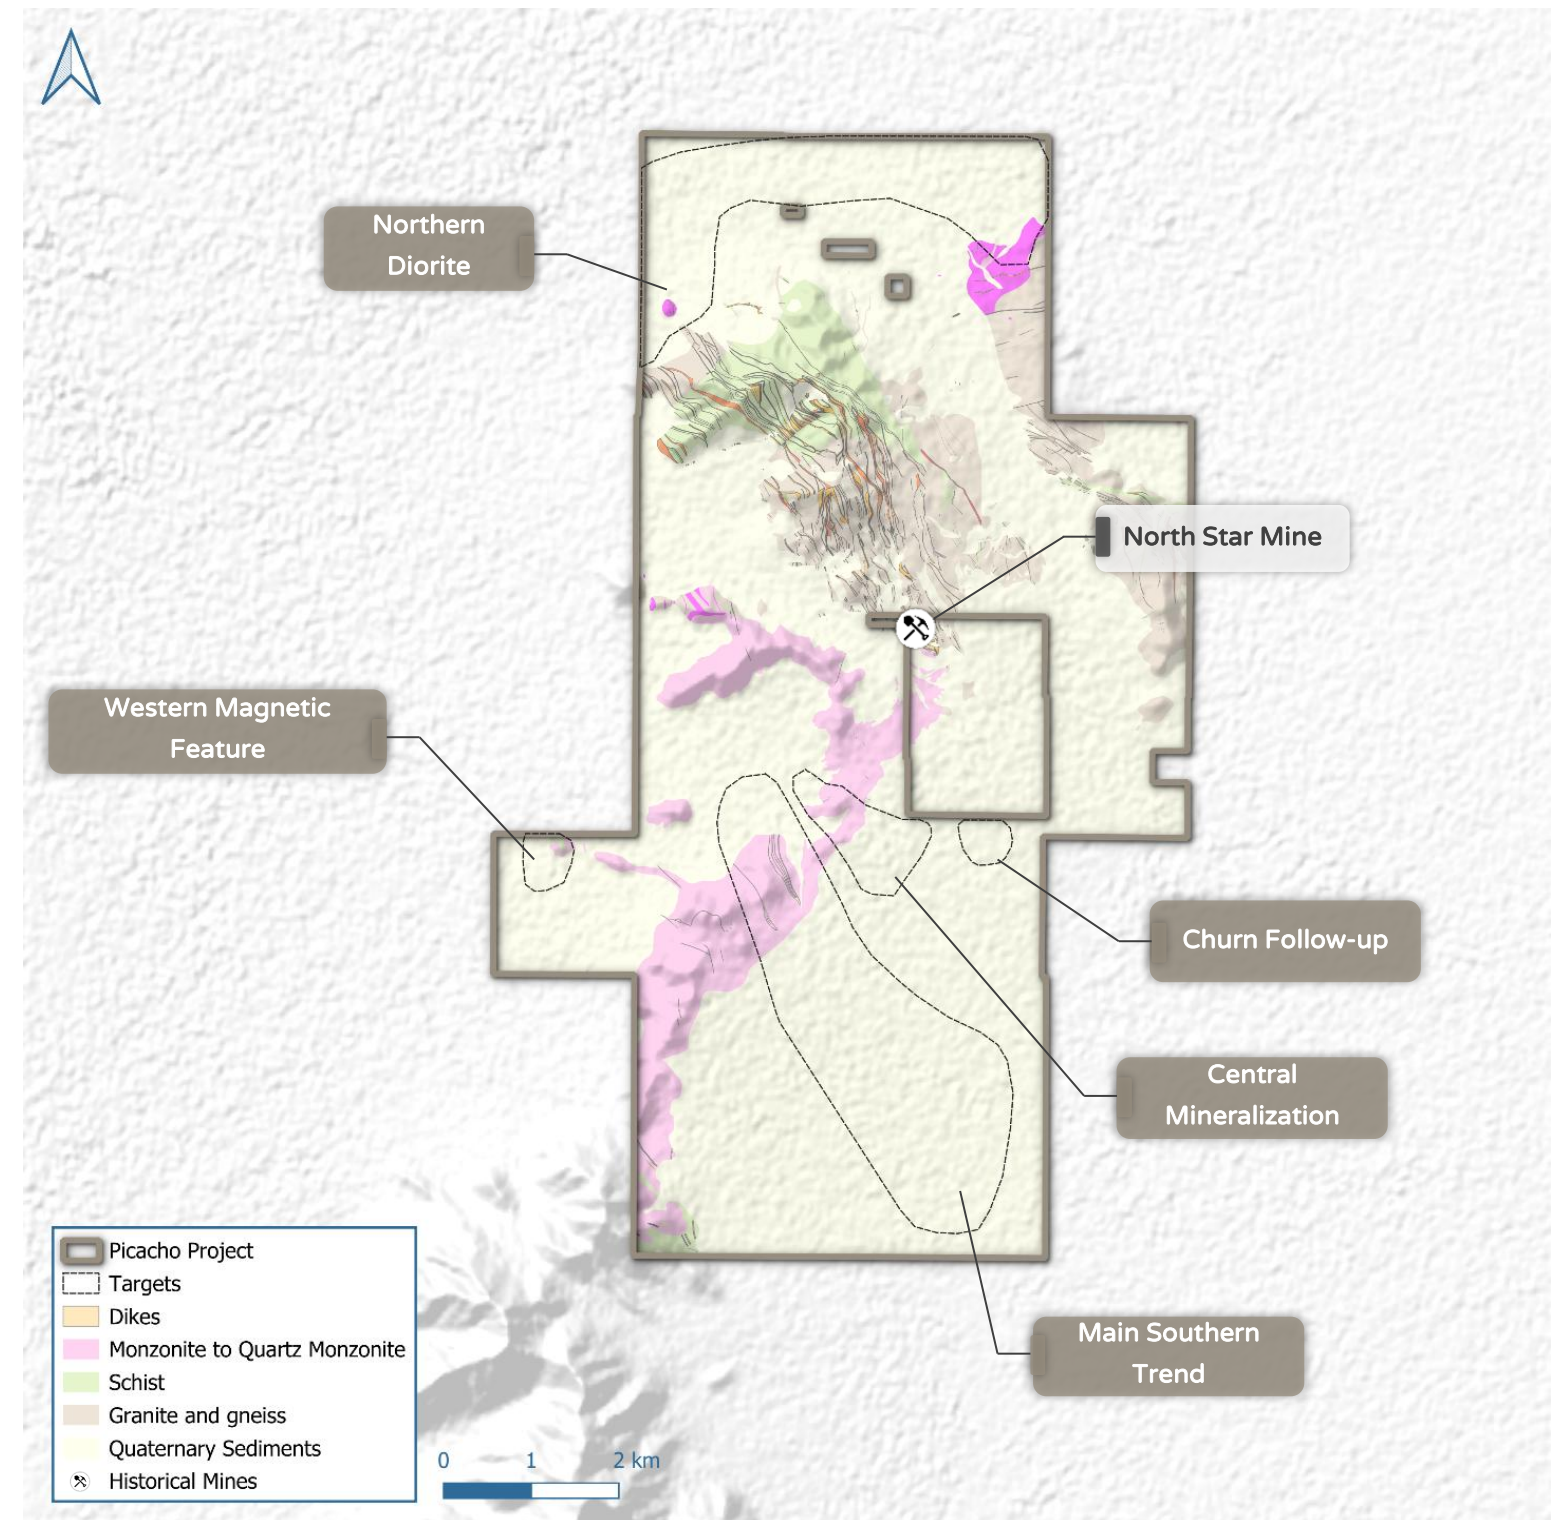 Northern
Diorite
North Star Mine
Western Magnetic
Feature
Churn Follow-up
Central
Mineralization
Main Southern
Trend
Picacho Project
Targets
Dikes
Monzonite to Quartz Monzonite
Schist
Granite and gneiss
Quaternary Sediments
Historical Mines
0 1 2 km